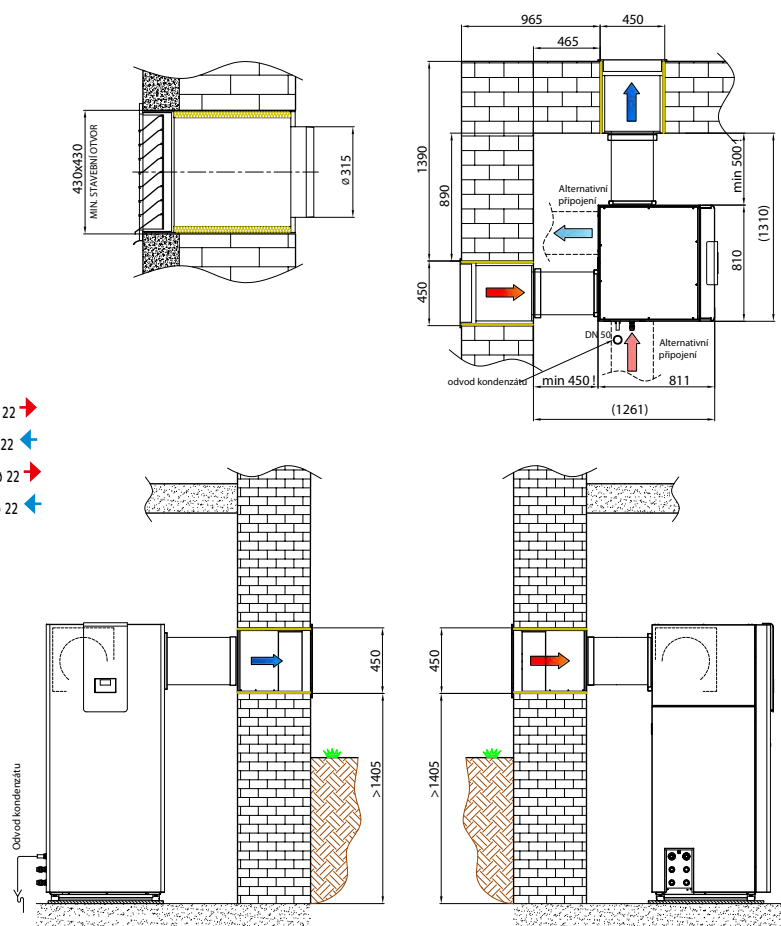 965
450
465
430x430
MIN. STAVEBNÍ OTVOR
Ø 315
1390
890
450
Alternativní
připojení
min 500 !
(1310)
810
DN 50
Alternativní
připojení
odvod kondenzátu
min 450 !
811
(1261)
22
22
22
22
450
>1405
Odvod kondenzátu
450
>1405